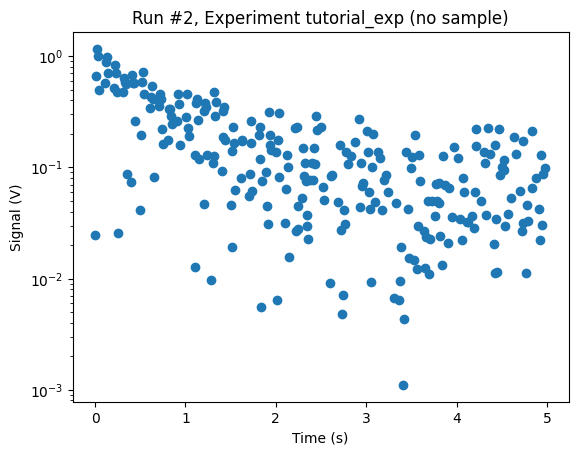 Run #2, Experiment tutorial_exp (no sample)
10⁰
10⁻¹
10⁻²
10⁻³
Signal (V)
0 1 2 3 4 5
Time (s)